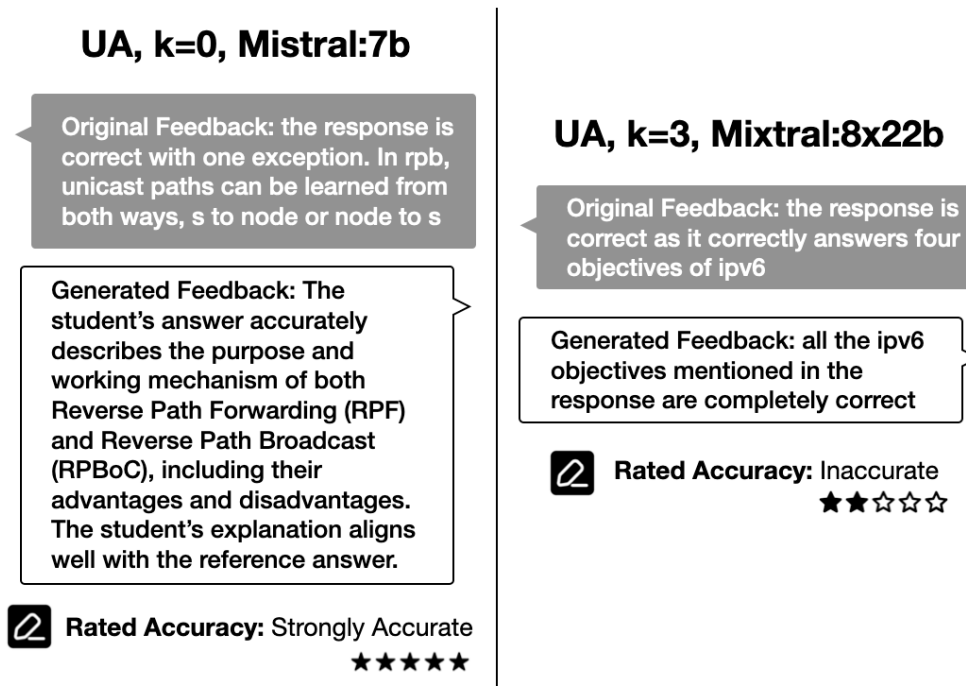 UA, k=0, Mistral:7b
Original Feedback: the response is
correct with one exception. In rpb,
unicast paths can be learned from
both ways, s to node or node to s
Generated Feedback: The
student’s answer accurately
describes the purpose and
working mechanism of both
Reverse Path Forwarding (RPF)
and Reverse Path Broadcast
(RPBoC), including their
advantages and disadvantages.
The student’s explanation aligns
well with the reference answer.
Rated Accuracy: Strongly Accurate
UA, k=3, Mixtral:8x22b
Original Feedback: the response is
correct as it correctly answers four
objectives of ipv6
Generated Feedback: all the ipv6
objectives mentioned in the
response are completely correct
Rated Accuracy: Inaccurate